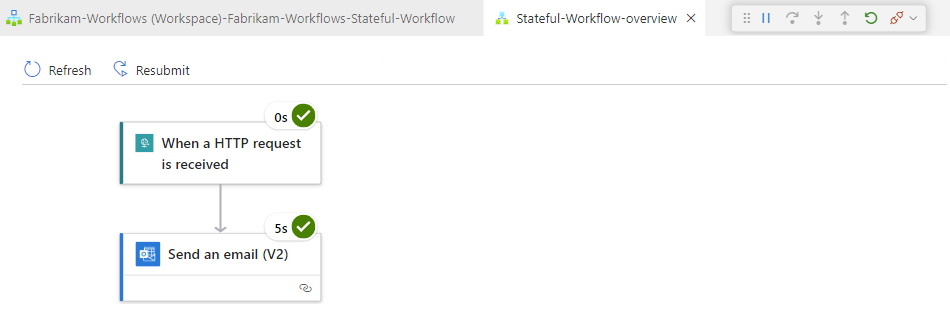 Fabrikam-Workflows (Workspace)-Fabrikam-Workflows-Stateful-Workflow
Stateful-Workflow-overview
Refresh
Resubmit
0s
When a HTTP request
is received
5s
Send an email (V2)